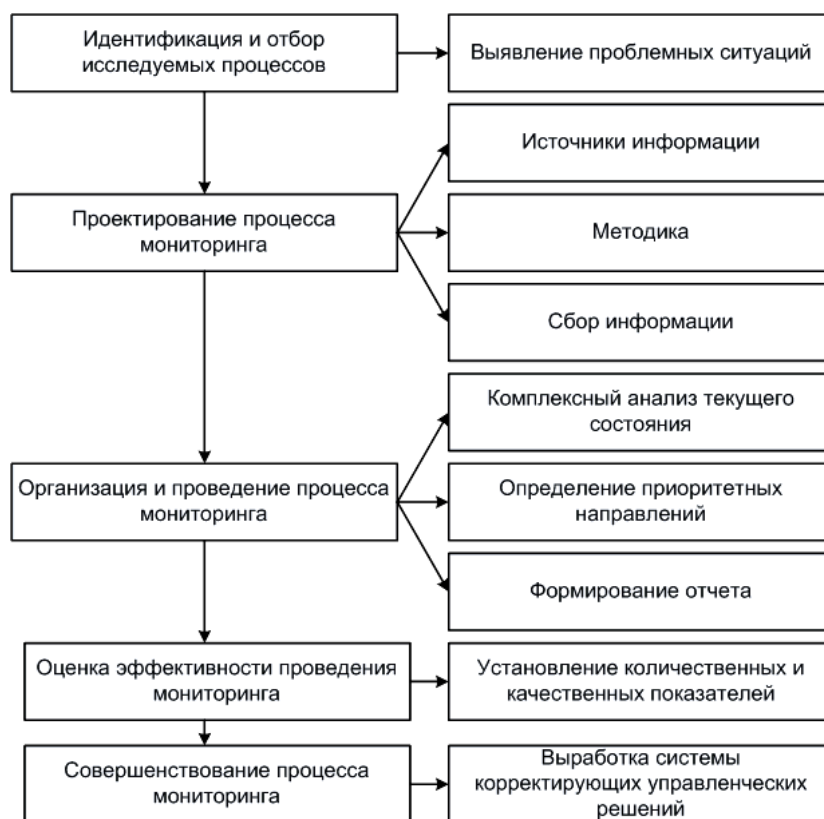 Идентификация и отбор
исследуемых процессов
Выявление проблемных ситуаций
Источники информации
Проектирование процесса
мониторинга
Методика
Сбор информации
Комплексный анализ текущего
состояния
Организация и проведение процесса
мониторинга
Определение приоритетных
направлений
Формирование отчета
Оценка эффективности проведения
мониторинга
Установление количественных и
качественных показателей
Совершенствование процесса
мониторинга
Выработка системы
корректирующих управленческих
решений